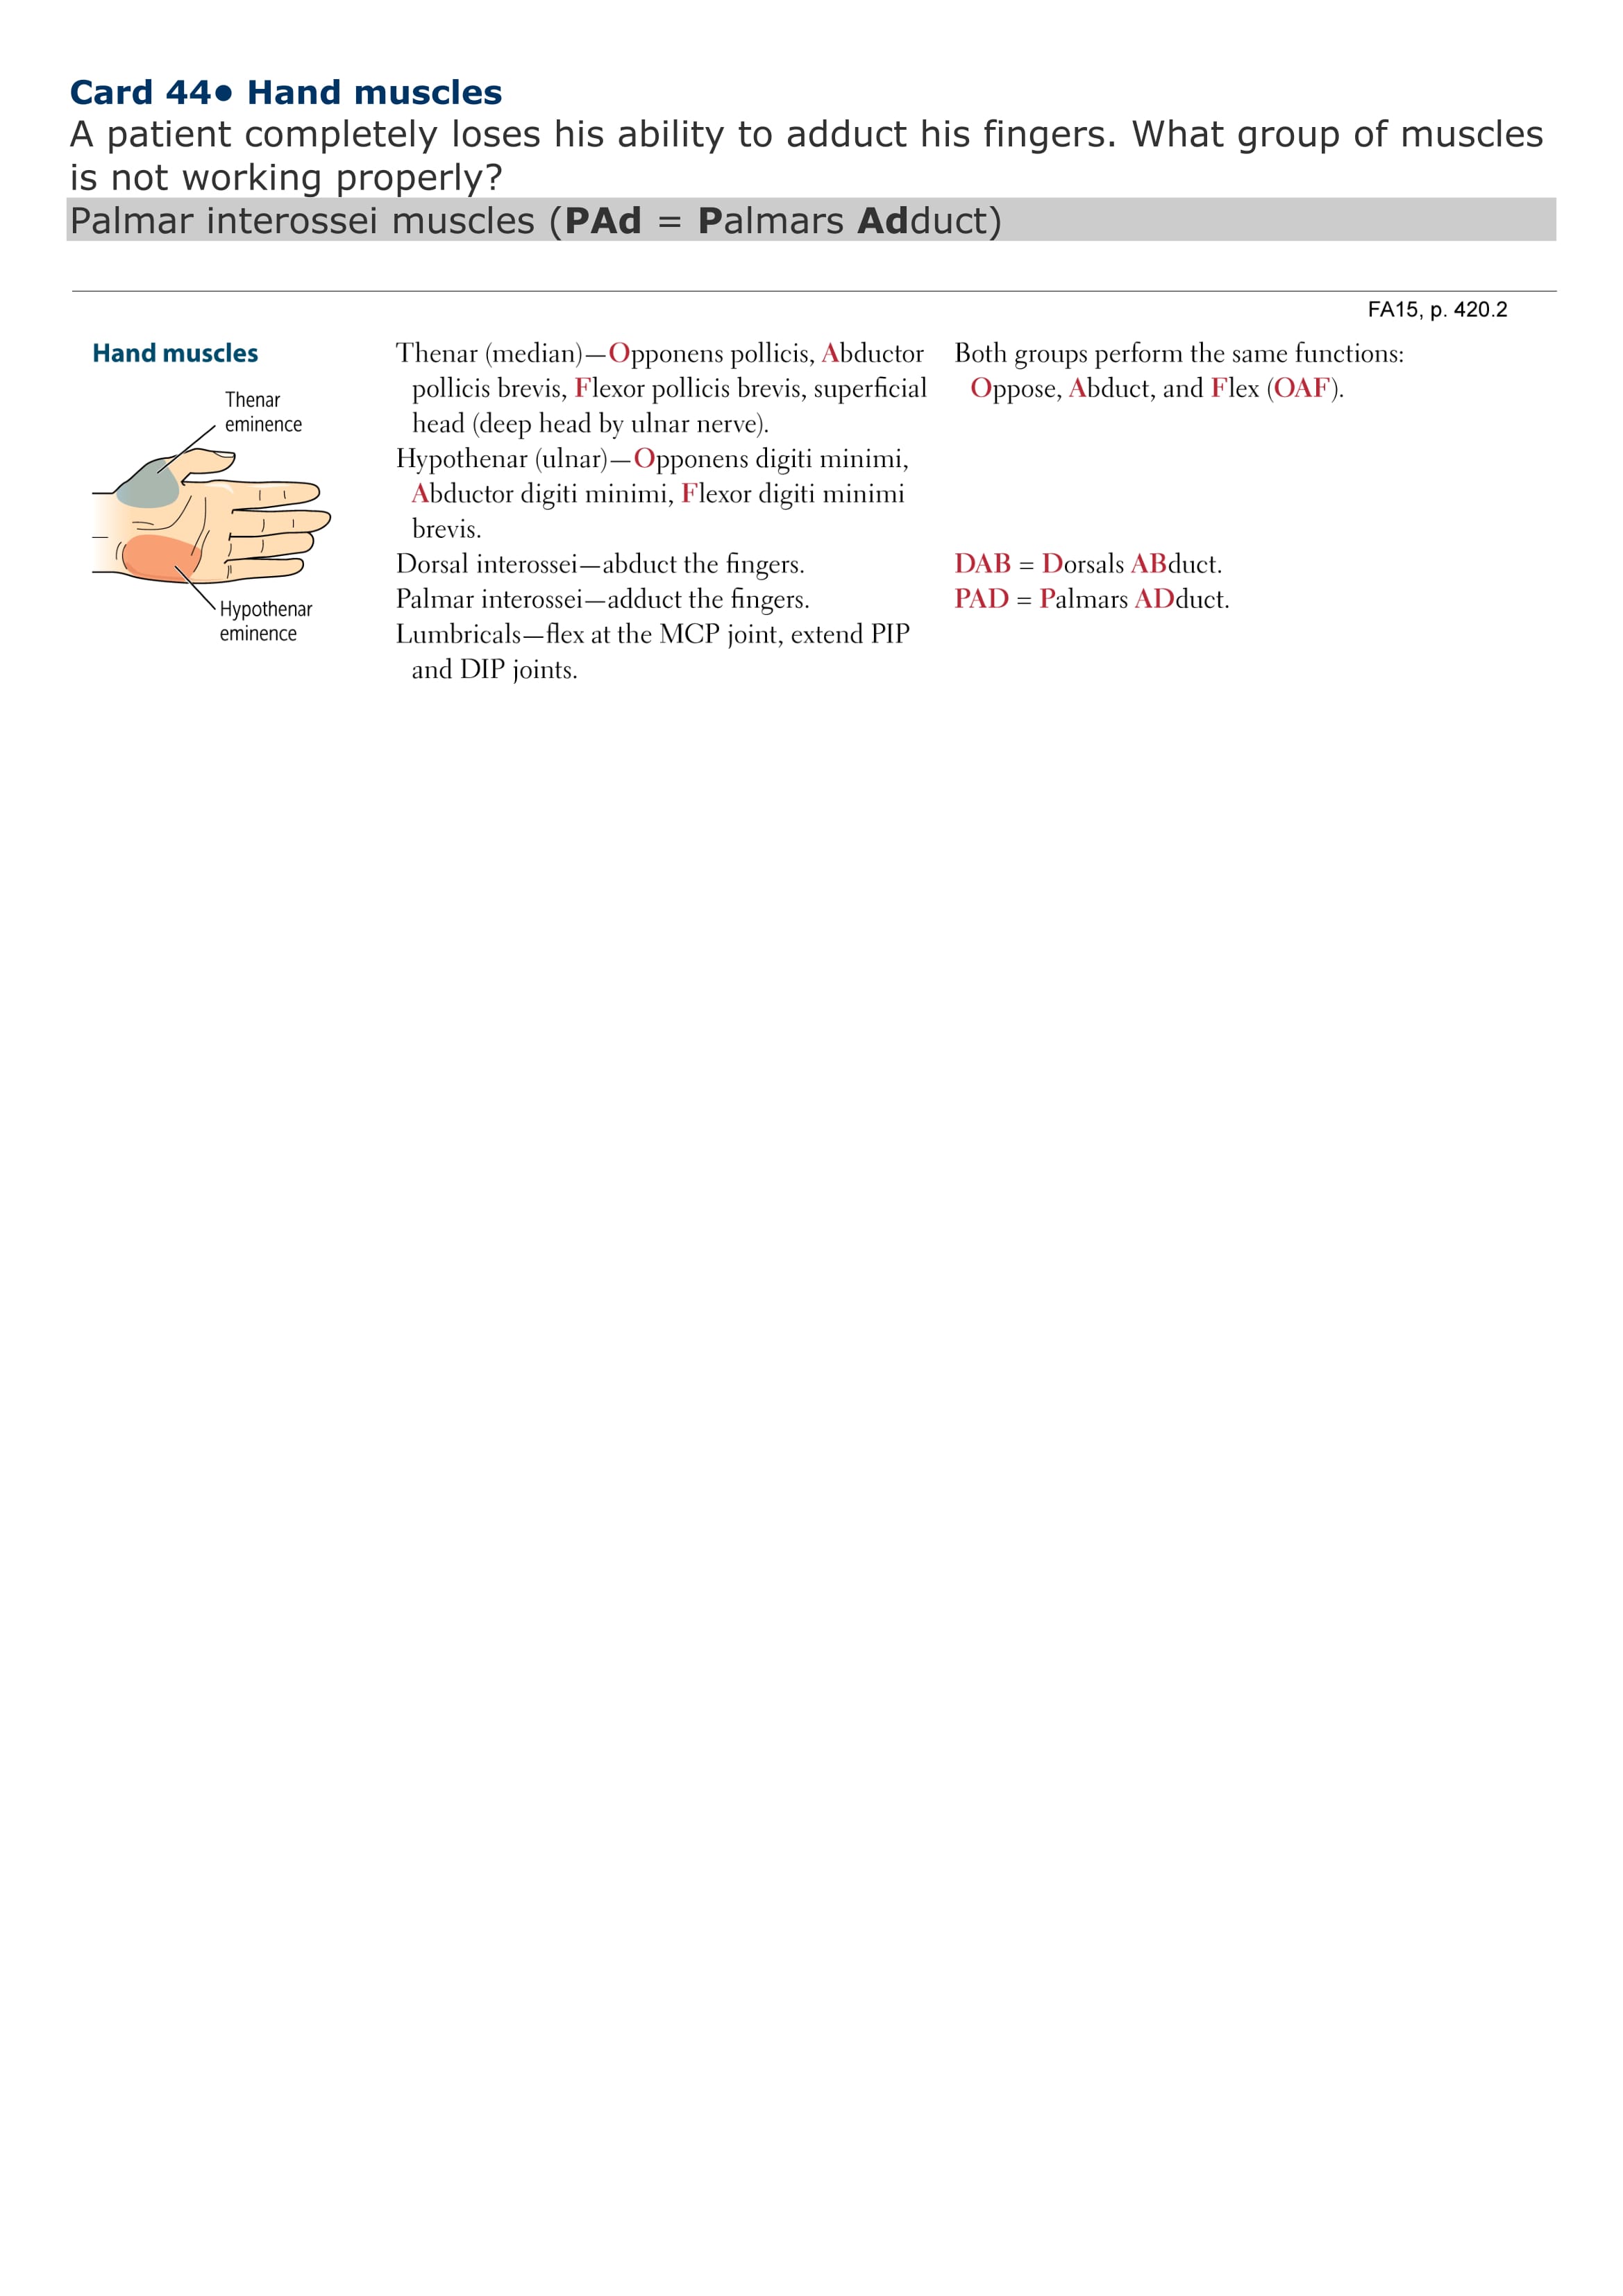 Card 44● Hand muscles
A patient completely loses his ability to adduct his fingers. What group of muscles
is not working properly?
Palmar interossei muscles (PAd = Palmars Adduct)
FA15, p. 420.2
Hand muscles
Thenar
eminence
Hypothenar
eminence
Thenar (median)—Opponens pollicis, Abductor
pollicis brevis, Flexor pollicis brevis, superficial
head (deep head by ulnar nerve).
Hypothenar (ulnar)—Opponens digiti minimi,
Abductor digiti minimi, Flexor digiti minimi
brevis.
Dorsal interossei—abduct the fingers.
Palmar interossei—adduct the fingers.
Lumbricals—flex at the MCP joint, extend PIP
and DIP joints.
Both groups perform the same functions:
Oppose, Abduct, and Flex (OAF).
DAB = Dorsals ABduct.
PAD = Palmars ADduct.